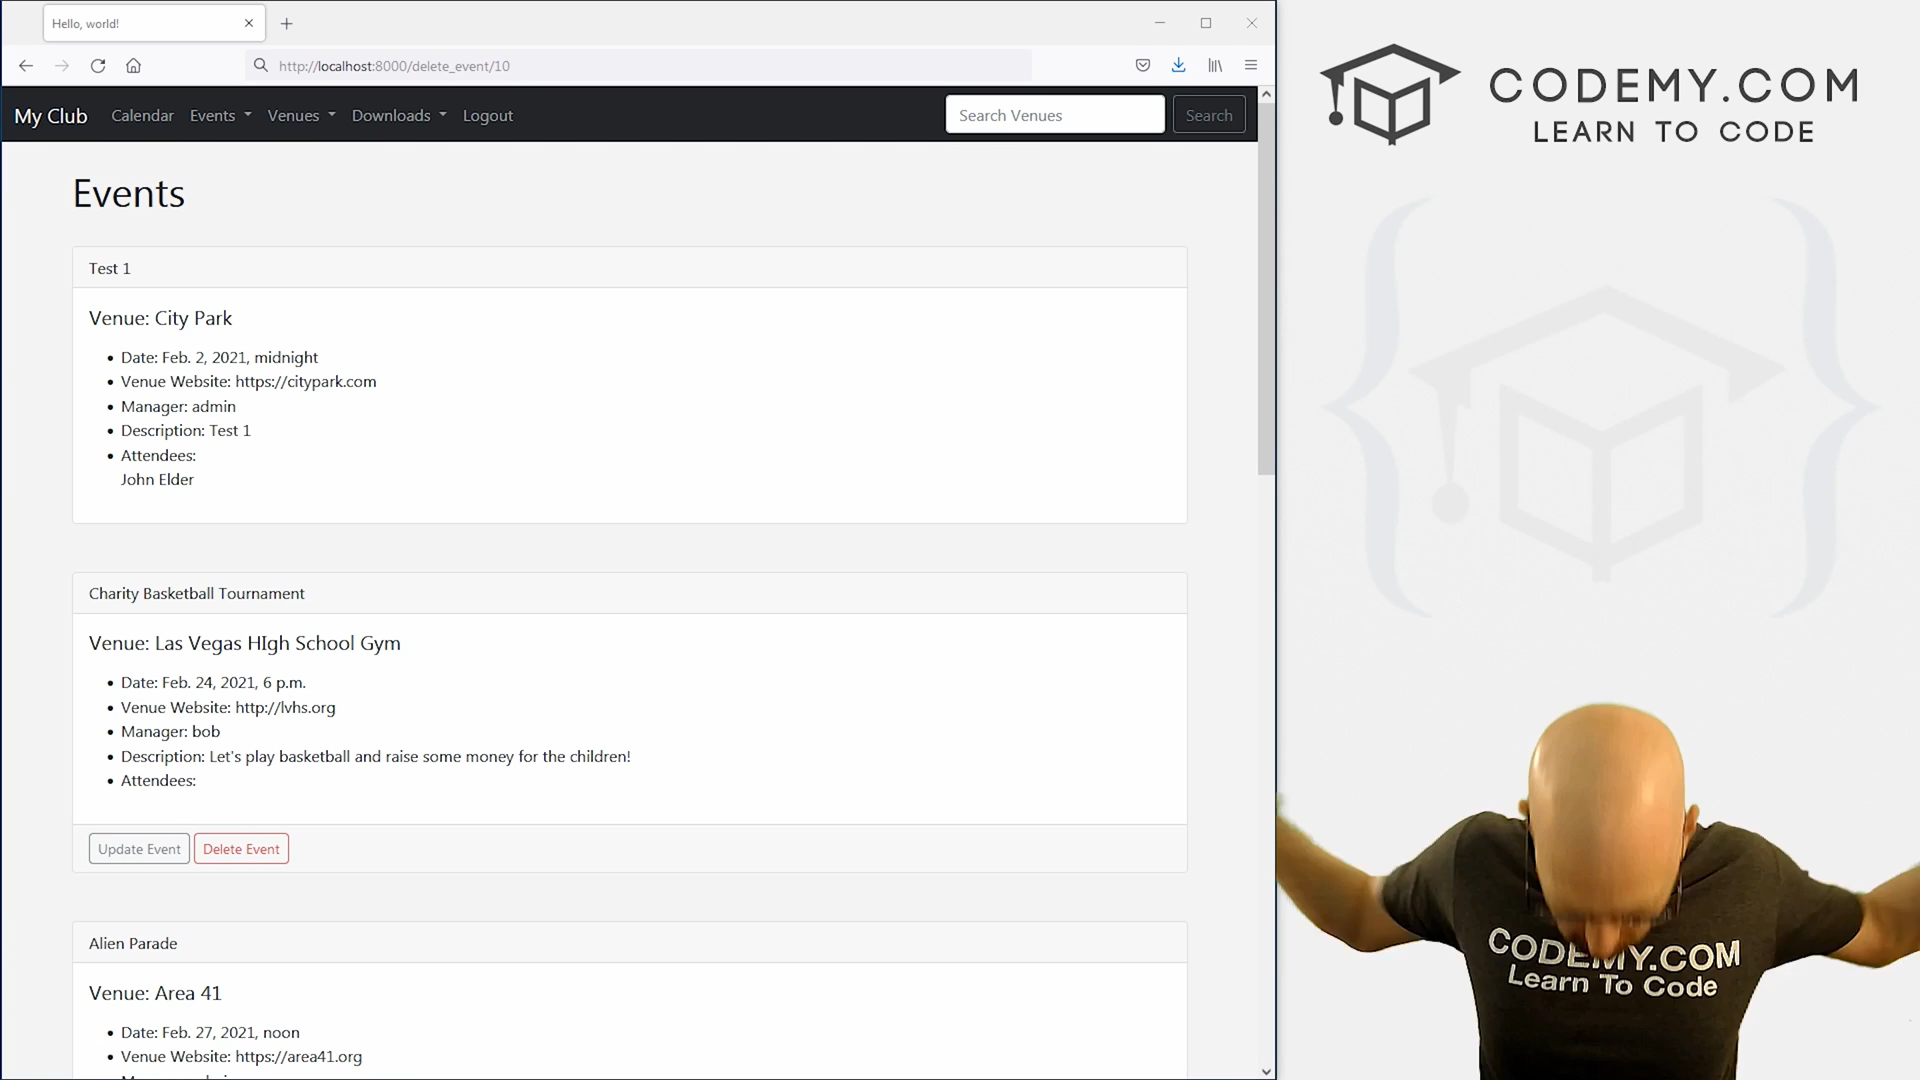 Hello, world!
http://localhost:8000/delete_event/10
My Club Calendar Events Venues Downloads Logout Search Venues Search
Events
Test 1
Venue: City Park
Date: Feb. 2, 2021, midnight
Venue Website: https://citypark.com
Manager: admin
Description: Test 1
Attendees:
John Elder
Charity Basketball Tournament
Venue: Las Vegas HIgh School Gym
Date: Feb. 24, 2021, 6 p.m.
Venue Website: http://lvhs.org
Manager: bob
Description: Let's play basketball and raise some money for the children!
Attendees:
Update Event Delete Event
Alien Parade
Venue: Area 41
Date: Feb. 27, 2021, noon
Venue Website: https://area41.org
CODEMY.COM
LEARN TO CODE
CODEMY.COM
Learn To Code